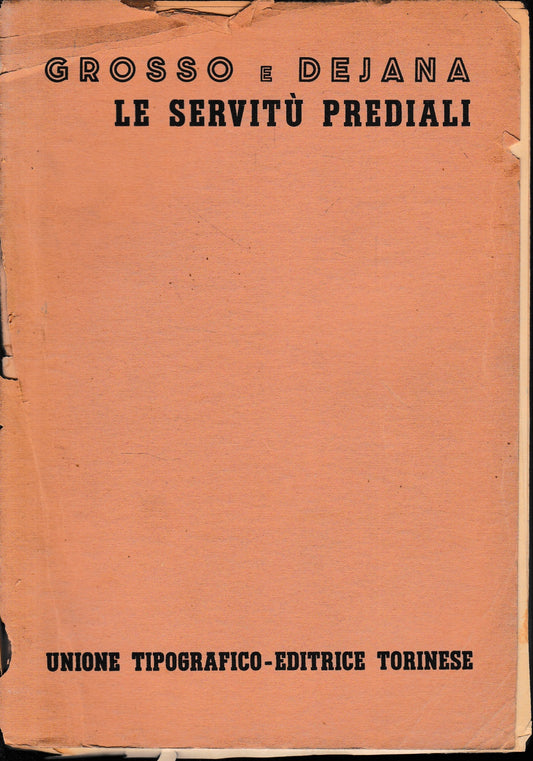 GROSSO E DEJANA
LE SERVITÙ PREDIALI
UNIONE TIPOGRAFICO-EDITRICE TORINESE